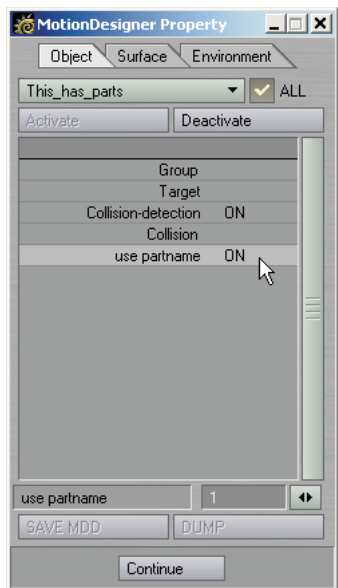 MotionDesigner Property
Object Surface Environment
This_has_parts ALL
Activate Deactivate
Group
Target
Collision-detection ON
Collision
use partname ON
use partname 1
SAVE MDD DUMP
Continue